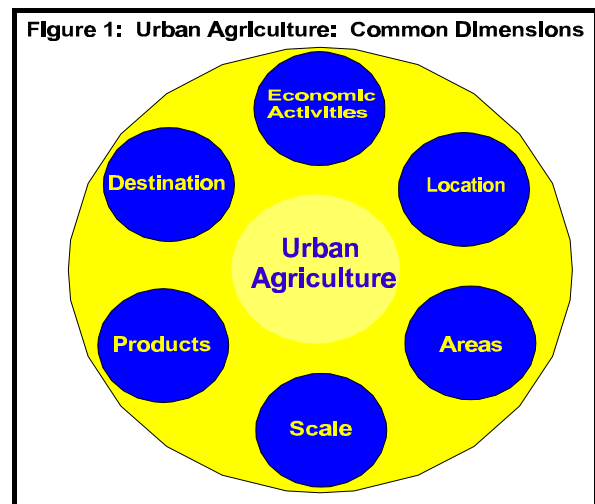 Figure 1: Urban Agriculture: Common Dimensions
Economic
Activities
Destination
Location
Urban
Agriculture
Products
Areas
Scale